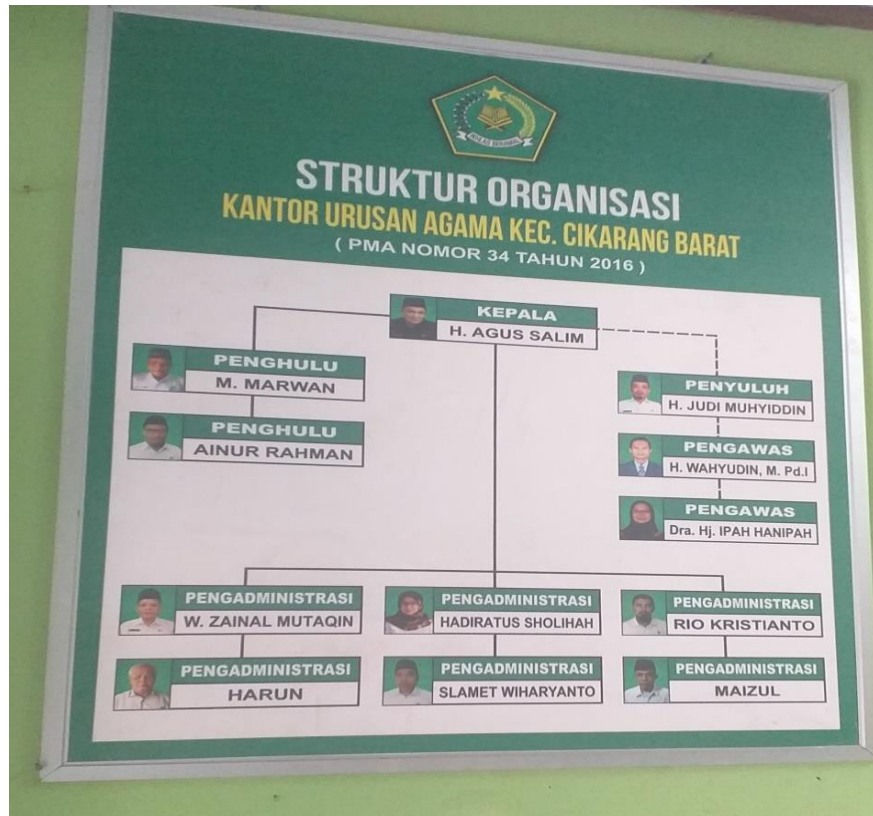 IKHLAS BERAMAL
STRUKTUR ORGANISASI
KANTOR URUSAN AGAMA KEC. CIKARANG BARAT
( PMA NOMOR 34 TAHUN 2016 )
KEPALA
H. AGUS SALIM
PENGHULU
M. MARWAN
PENGHULU
AINUR RAHMAN
PENYULUH
H. JUDI MUHYIDDIN
PENGAWAS
H. WAHYUDIN, M. Pd.I
PENGAWAS
Dra. Hj. IPAH HANIPAH
PENGADMINISTRASI
W. ZAINAL MUTAQIN
PENGADMINISTRASI
HADIRATUS SHOLIHAH
PENGADMINISTRASI
RIO KRISTIANTO
PENGADMINISTRASI
HARUN
PENGADMINISTRASI
SLAMET WIHARYANTO
PENGADMINISTRASI
MAIZUL